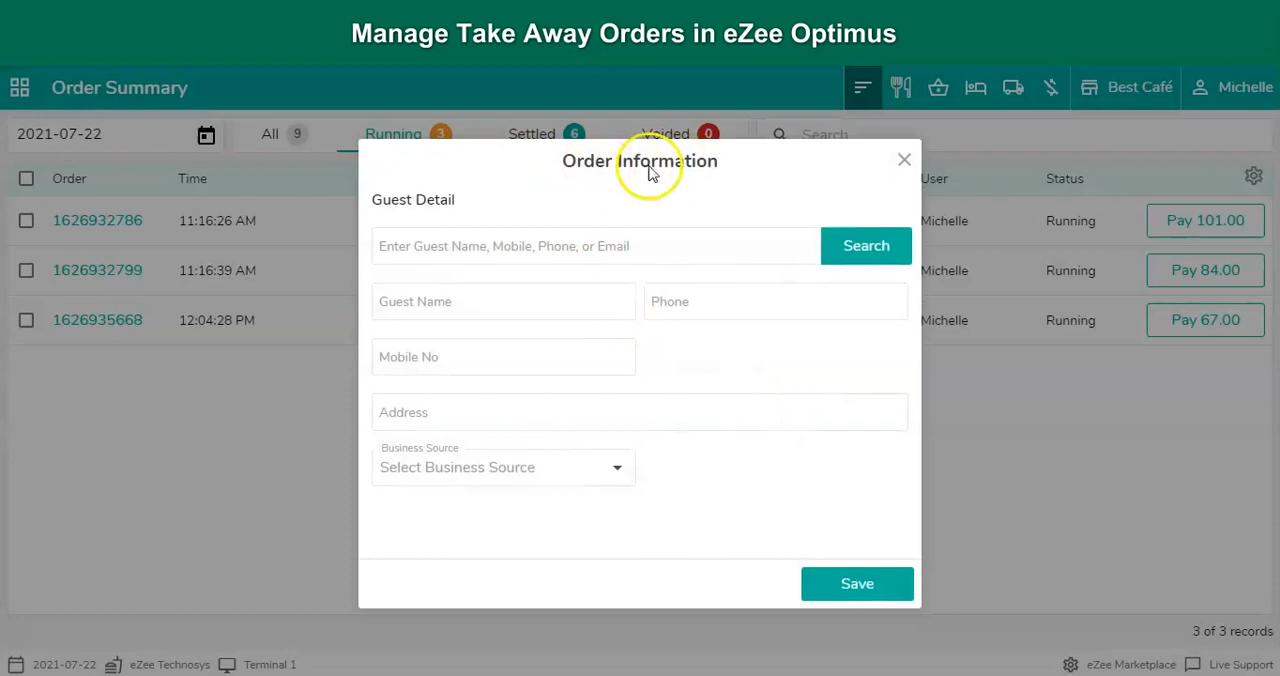 Manage Take Away Orders in eZee Optimus
Order Summary
Best Café
Michelle
2021-07-22
All 9
Running 3
Settled 6
Voided 0
Search
Order
Time
User
Status
1626932786
11:16:26 AM
Michelle
Running
Pay 101.00
1626932799
11:16:39 AM
Michelle
Running
Pay 84.00
1626935668
12:04:28 PM
Michelle
Running
Pay 67.00
Order Information
Guest Detail
Enter Guest Name, Mobile, Phone, or Email
Search
Guest Name
Phone
Mobile No
Address
Business Source
Select Business Source
Save
3 of 3 records
2021-07-22
eZee Technosys
Terminal 1
eZee Marketplace
Live Support